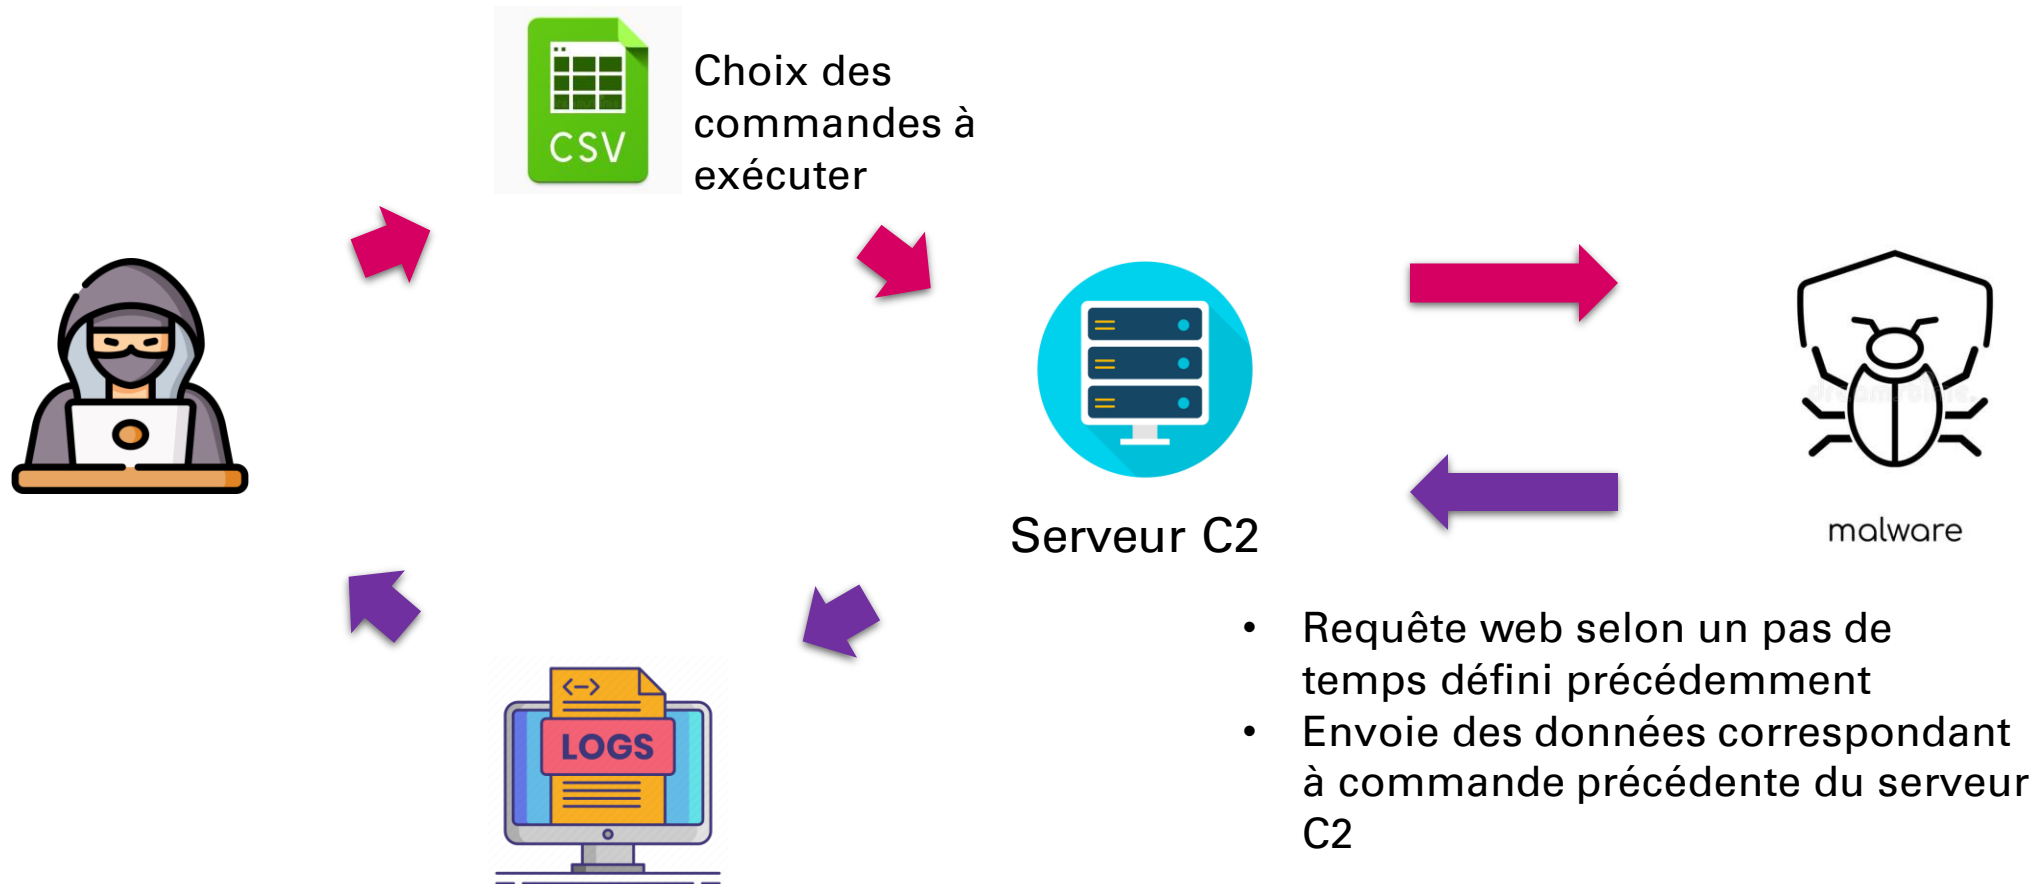 CSV
Choix des
commandes à
exécuter
Serveur C2
malware
LOGS
• Requête web selon un pas de
temps défini précédemment
• Envoie des données correspondant
à commande précédente du serveur
C2